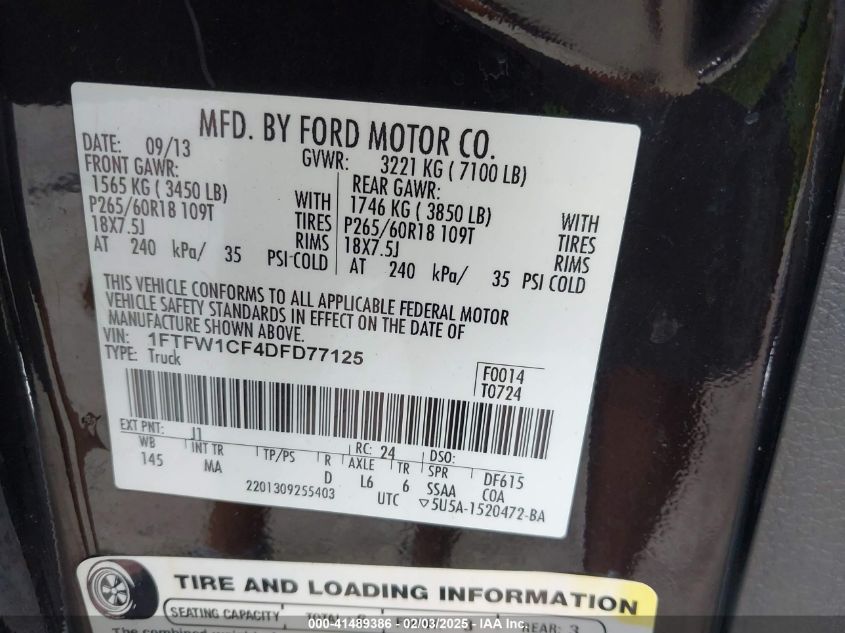 MFD. BY FORD MOTOR CO.
DATE: 09/13 GVWR: 3221 KG ( 7100 LB)
FRONT GAWR: REAR GAWR:
1565 KG ( 3450 LB) WITH 1746 KG ( 3850 LB) WITH
P265/60R18 109T TIRES P265/60R18 109T TIRES
18X7.5J RIMS 18X7.5J RIMS
AT 240 kPa/ 35 PSI COLD AT 240 kPa/ 35 PSI COLD
THIS VEHICLE CONFORMS TO ALL APPLICABLE FEDERAL MOTOR
VEHICLE SAFETY STANDARDS IN EFFECT ON THE DATE OF
MANUFACTURE SHOWN ABOVE.
VIN: 1FTFW1CF4DFD77125
TYPE: Truck
F0014
T0724
EXT PNT: J1 RC: 24 DSO:
WB INT TR TP/PS R AXLE TR SPR DF615
145 MA D L6 6 SSAA COA
2201309255403 UTC ▽5U5A-1520472-BA
TIRE AND LOADING INFORMATION
SEATING CAPACITY REAR: 3
The combined
00-41489386 - 02/03/2025